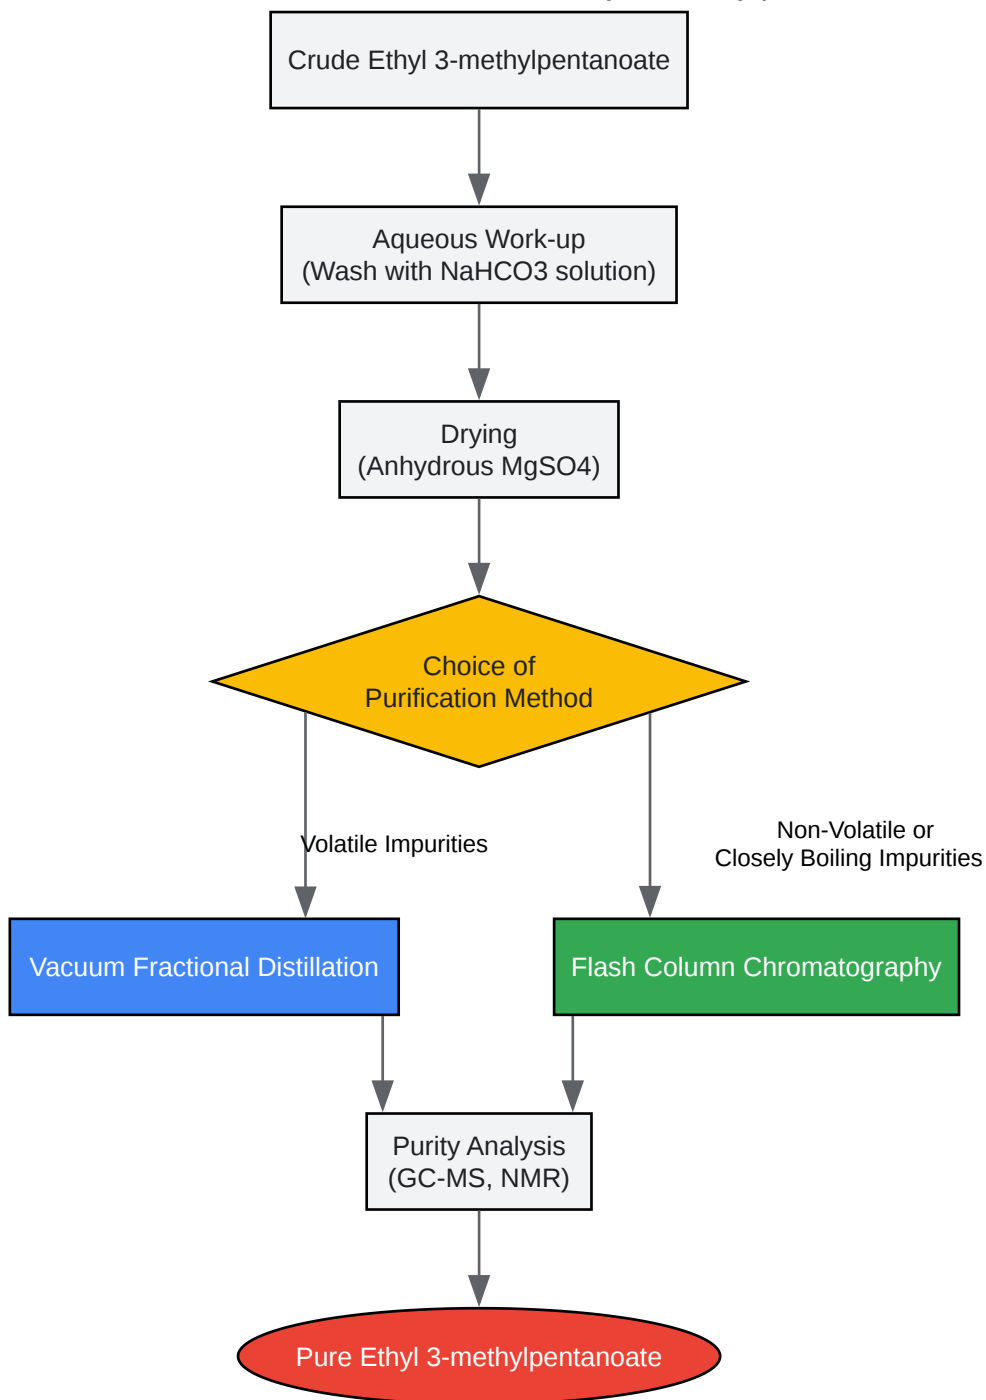 Crude Ethyl 3-methylpentanoate
Aqueous Work-up
(Wash with NaHCO3 solution)
Drying
(Anhydrous MgSO4)
Choice of
Purification Method
Volatile Impurities
Non-Volatile or
Closely Boiling Impurities
Vacuum Fractional Distillation
Flash Column Chromatography
Purity Analysis
(GC-MS, NMR)
Pure Ethyl 3-methylpentanoate